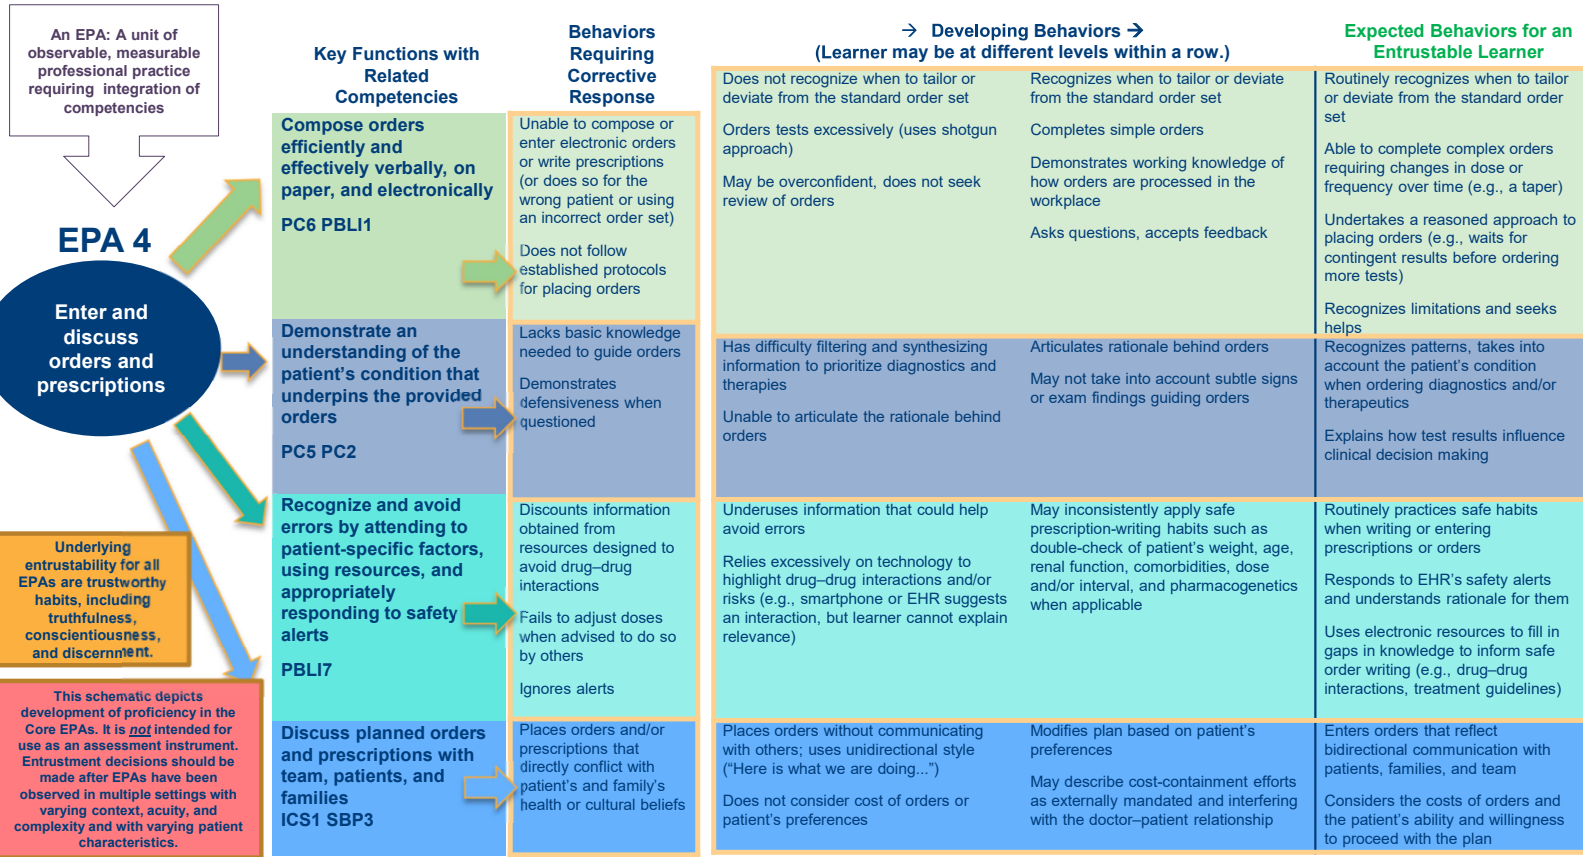 An EPA: A unit of
observable, measurable
professional practice
requiring integration of
competencies
EPA 4
Enter and
discuss
orders and
prescriptions
Underlying
entrustability for all
EPAs are trustworthy
habits, including
truthfulness,
conscientiousness,
and discernment.
This schematic depicts
development of proficiency in the
Core EPAs. It is not intended for
use as an assessment instrument.
Entrustment decisions should be
made after EPAs have been
observed in multiple settings with
varying context, acuity, and
complexity and with varying patient
characteristics.
Key Functions with
Related
Competencies
Behaviors
Requiring
Corrective
Response
→ Developing Behaviors →
(Learner may be at different levels within a row.)
Expected Behaviors for an
Entrustable Learner
Compose orders
efficiently and
effectively verbally, on
paper, and electronically
PC6 PBLI1
Unable to compose or
enter electronic orders
or write prescriptions
(or does so for the
wrong patient or using
an incorrect order set)
Does not follow
established protocols
for placing orders
Does not recognize when to tailor or
deviate from the standard order set
Orders tests excessively (uses shotgun
approach)
May be overconfident, does not seek
review of orders
Recognizes when to tailor or deviate
from the standard order set
Completes simple orders
Demonstrates working knowledge of
how orders are processed in the
workplace
Asks questions, accepts feedback
Routinely recognizes when to tailor
or deviate from the standard order
set
Able to complete complex orders
requiring changes in dose or
frequency over time (e.g., a taper)
Undertakes a reasoned approach to
placing orders (e.g., waits for
contingent results before ordering
more tests)
Recognizes limitations and seeks
helps
Demonstrate an
understanding of the
patient's condition that
underpins the provided
orders
PC5 PC2
Lacks basic knowledge
needed to guide orders
Demonstrates
defensiveness when
questioned
Has difficulty filtering and synthesizing
information to prioritize diagnostics and
therapies
Unable to articulate the rationale behind
orders
Articulates rationale behind orders
May not take into account subtle signs
or exam findings guiding orders
Recognizes patterns, takes into
account the patient's condition
when ordering diagnostics and/or
therapeutics
Explains how test results influence
clinical decision making
Recognize and avoid
errors by attending to
patient-specific factors,
using resources, and
appropriately
responding to safety
alerts
PBLI7
Discounts information
obtained from
resources designed to
avoid drug–drug
interactions
Fails to adjust doses
when advised to do so
by others
Ignores alerts
Underuses information that could help
avoid errors
Relies excessively on technology to
highlight drug–drug interactions and/or
risks (e.g., smartphone or EHR suggests
an interaction, but learner cannot explain
relevance)
May inconsistently apply safe
prescription-writing habits such as
double-check of patient's weight, age,
renal function, comorbidities, dose
and/or interval, and pharmacogenetics
when applicable
Routinely practices safe habits
when writing or entering
prescriptions or orders
Responds to EHR's safety alerts
and understands rationale for them
Uses electronic resources to fill in
gaps in knowledge to inform safe
order writing (e.g., drug–drug
interactions, treatment guidelines)
Discuss planned orders
and prescriptions with
team, patients, and
families
ICS1 SBP3
Places orders and/or
prescriptions that
directly conflict with
patient's and family's
health or cultural beliefs
Places orders without communicating
with others; uses unidirectional style
("Here is what we are doing...")
Does not consider cost of orders or
patient's preferences
Modifies plan based on patient's
preferences
May describe cost-containment efforts
as externally mandated and interfering
with the doctor–patient relationship
Enters orders that reflect
bidirectional communication with
patients, families, and team
Considers the costs of orders and
the patient's ability and willingness
to proceed with the plan